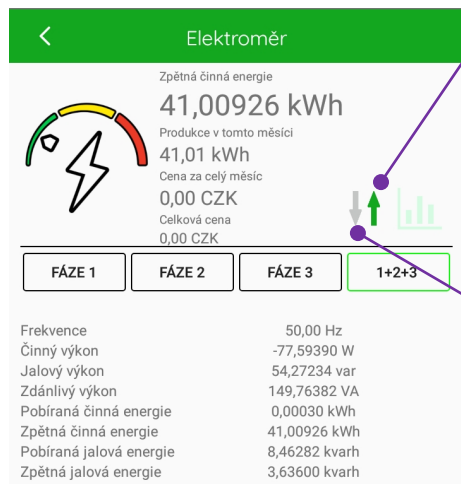 Elektroměr
Zpětná činná energie
41,00926 kWh
Produkce v tomto měsíci
41,01 kWh
Cena za celý měsíc
0,00 CZK
Celková cena
0,00 CZK
FÁZE 1 FÁZE 2 FÁZE 3 1+2+3
Frekvence 50,00 Hz
Činný výkon -77,59390 W
Jalový výkon 54,27234 var
Zdánlivý výkon 149,76382 VA
Pobíraná činná energie 0,00030 kWh
Zpětná činná energie 41,00926 kWh
Pobíraná jalová energie 8,46282 kvarh
Zpětná jalová energie 3,63600 kvarh